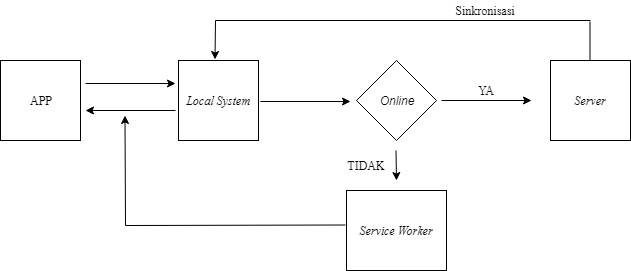 Sinkronisasi
APP
Local System
Online
YA
Server
TIDAK
Service Worker